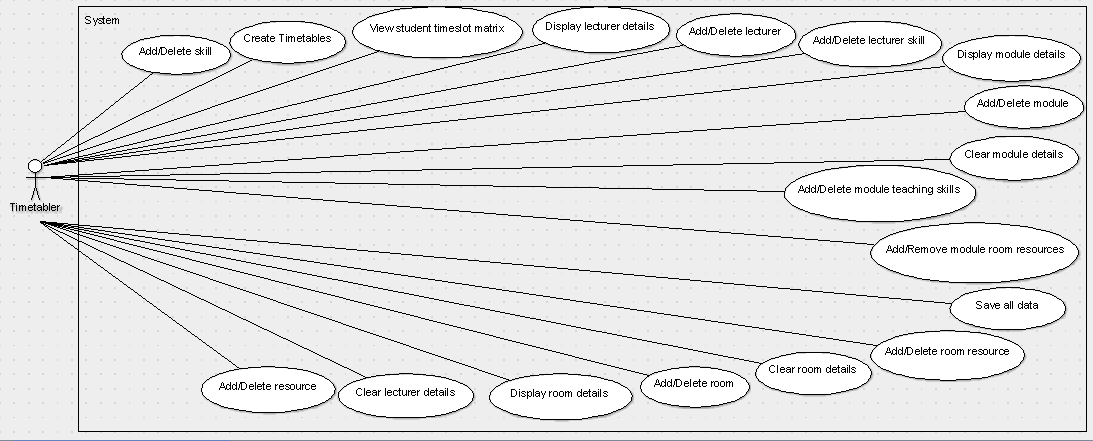 System
Add/Delete skill
Create Timetables
View student timeslot matrix
Display lecturer details
Add/Delete lecturer
Add/Delete lecturer skill
Display module details
Add/Delete module
Clear module details
Add/Delete module teaching skills
Timetabler
Add/Remove module room resources
Save all data
Add/Delete room resource
Clear room details
Add/Delete room
Display room details
Clear lecturer details
Add/Delete resource